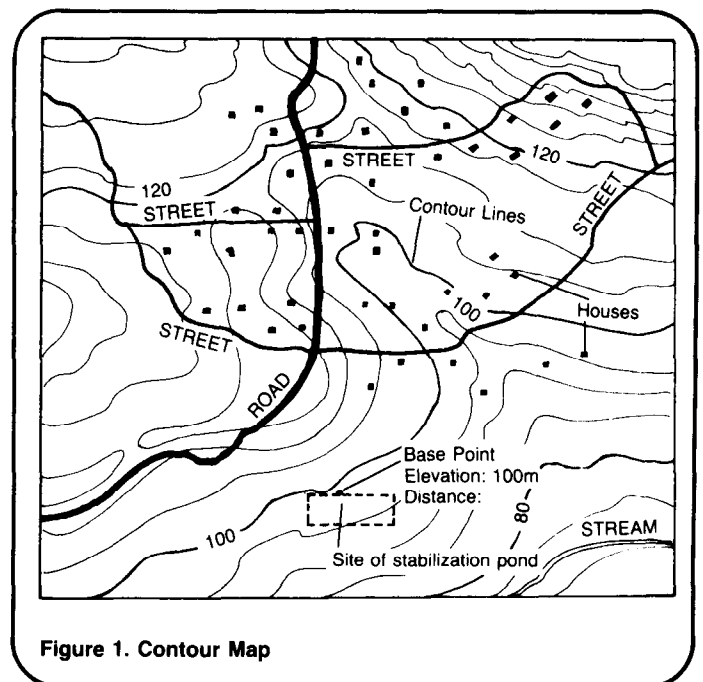 STREET
120
120
STREET
STREET
Contour Lines
100
Houses
STREET
ROAD
Base Point
Elevation: 100m
Distance:
80
100
STREAM
Site of stabilization pond
Figure 1. Contour Map